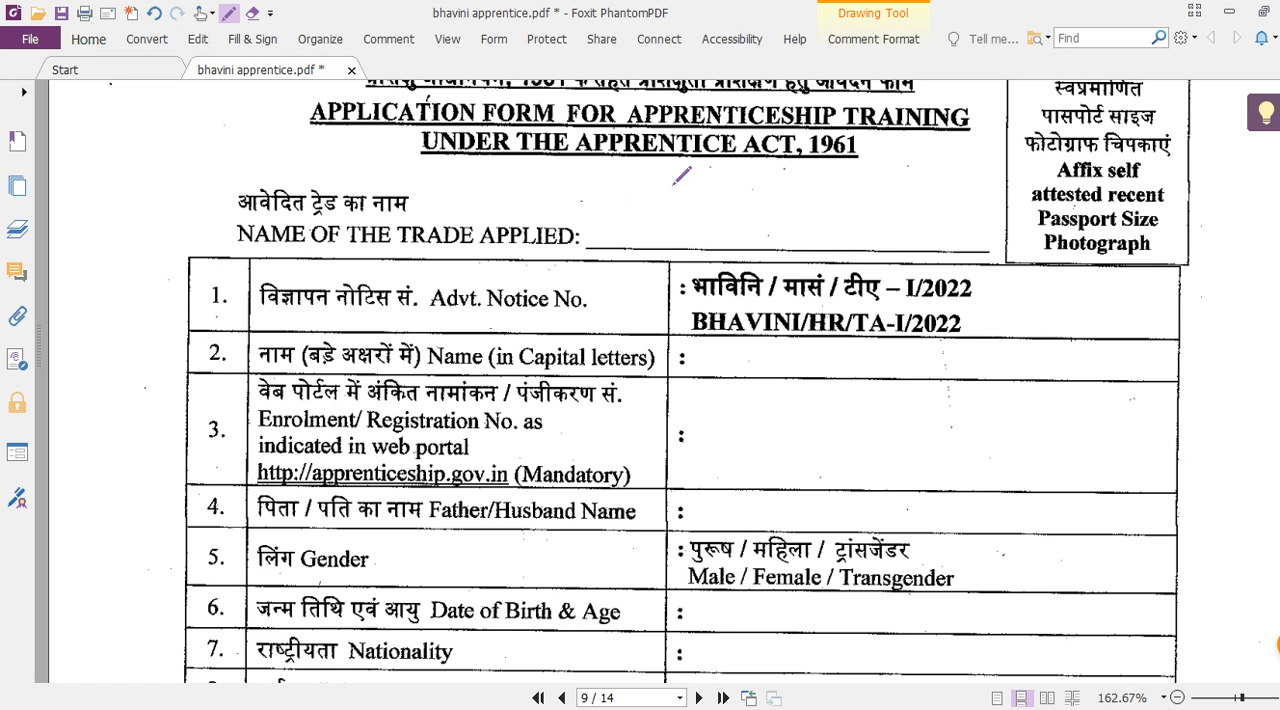 bhavini apprentice.pdf * - Foxit PhantomPDF
Drawing Tool
File Home Convert Edit Fill & Sign Organize Comment View Form Protect Share Connect Accessibility Help Comment Format Tell me... Find
Start bhavini apprentice.pdf *
APPLICATION FORM FOR APPRENTICESHIP TRAINING
UNDER THE APPRENTICE ACT, 1961
स्वप्रमाणित
पासपोर्ट साइज
फोटोग्राफ चिपकाएं
Affix self
attested recent
Passport Size
Photograph
आवेदित ट्रेड का नाम
NAME OF THE TRADE APPLIED:
1. विज्ञापन नोटिस सं. Advt. Notice No. : भाविनि / मासं / टीए – I/2022
BHAVINI/HR/TA-I/2022
2. नाम (बड़े अक्षरों में) Name (in Capital letters) :
वेब पोर्टल में अंकित नामांकन / पंजीकरण सं.
3. Enrolment/ Registration No. as :
indicated in web portal
http://apprenticeship.gov.in (Mandatory)
4. पिता / पति का नाम Father/Husband Name :
5. लिंग Gender : पुरूष / महिला / ट्रांसजेंडर
Male / Female / Transgender
6. जन्म तिथि एवं आयु Date of Birth & Age :
7. राष्ट्रीयता Nationality :
9 / 14 162.67%